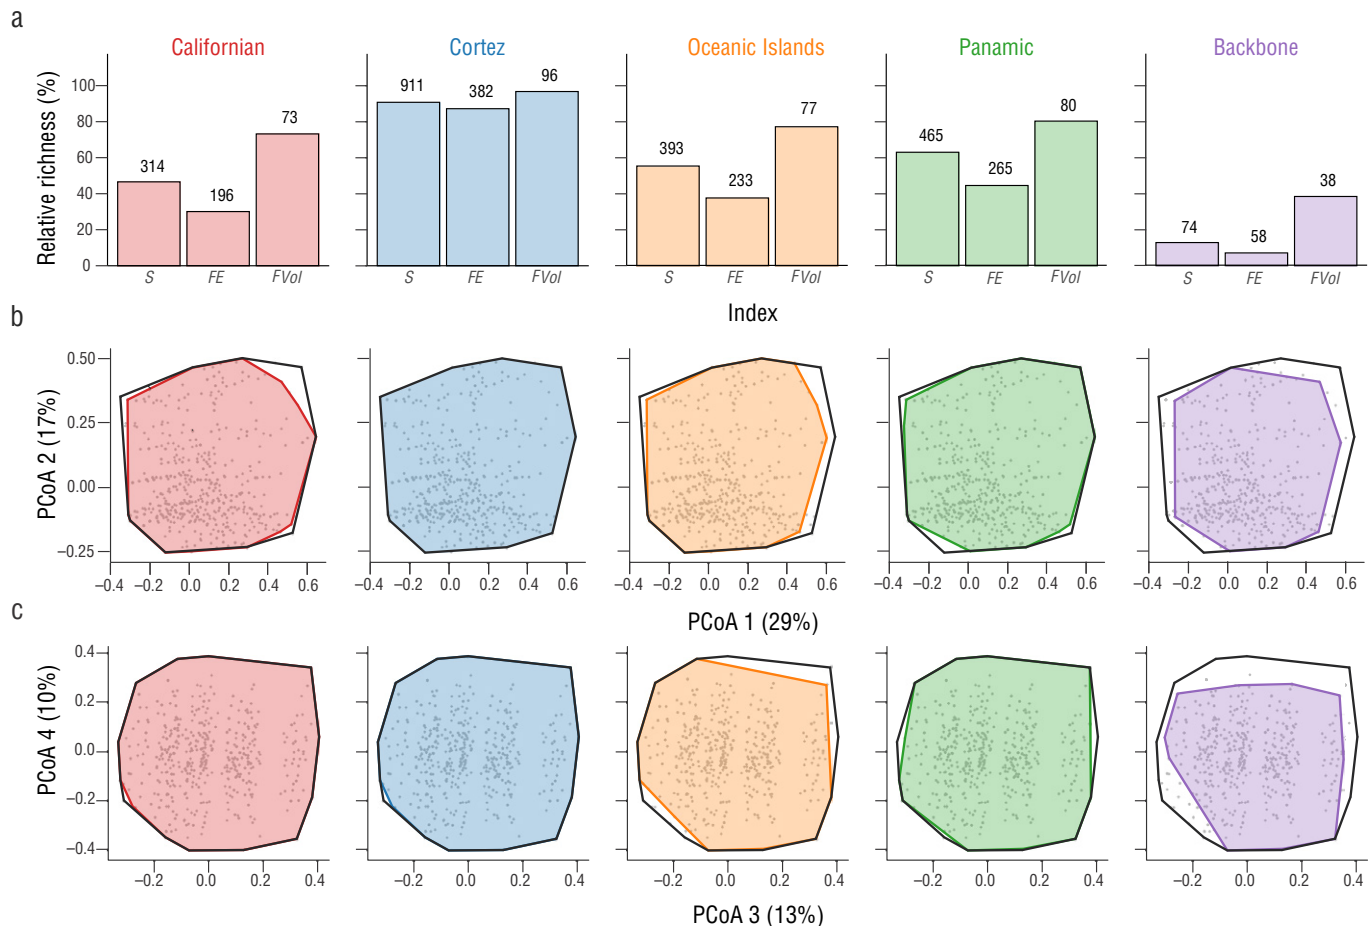 a
Californian Cortez Oceanic Islands Panamic Backbone
Relative richness (%)
100
80
60
40
20
0
314 196 73
911 382 96
393 233 77
465 265 80
74 58 38
S FE FVol S FE FVol S FE FVol S FE FVol S FE FVol
Index
b
PCoA 2 (17%)
0.50
0.25
0.00
−0.25
−0.4 −0.2 0.0 0.2 0.4 0.6 −0.4 −0.2 0.0 0.2 0.4 0.6 −0.4 −0.2 0.0 0.2 0.4 0.6 −0.4 −0.2 0.0 0.2 0.4 0.6 −0.4 −0.2 0.0 0.2 0.4 0.6
PCoA 1 (29%)
c
PCoA 4 (10%)
0.4
0.2
0.0
−0.2
−0.4
−0.2 0.0 0.2 0.4 −0.2 0.0 0.2 0.4 −0.2 0.0 0.2 0.4 −0.2 0.0 0.2 0.4 −0.2 0.0 0.2 0.4
PCoA 3 (13%)